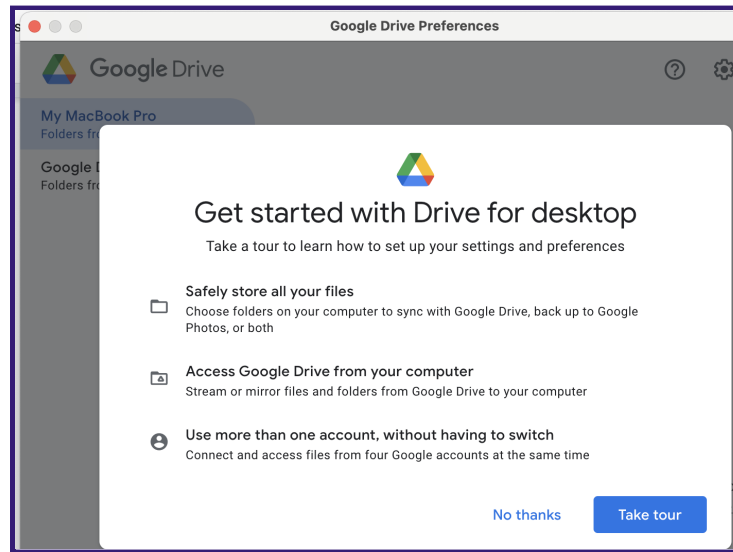 s
Google Drive Preferences
Google Drive
My MacBook Pro
Folders
Google
Folders
Get started with Drive for desktop
Take a tour to learn how to set up your settings and preferences
Safely store all your files
Choose folders on your computer to sync with Google Drive, back up to Google
Photos, or both
Access Google Drive from your computer
Stream or mirror files and folders from Google Drive to your computer
Use more than one account, without having to switch
Connect and access files from four Google accounts at the same time
No thanks
Take tour